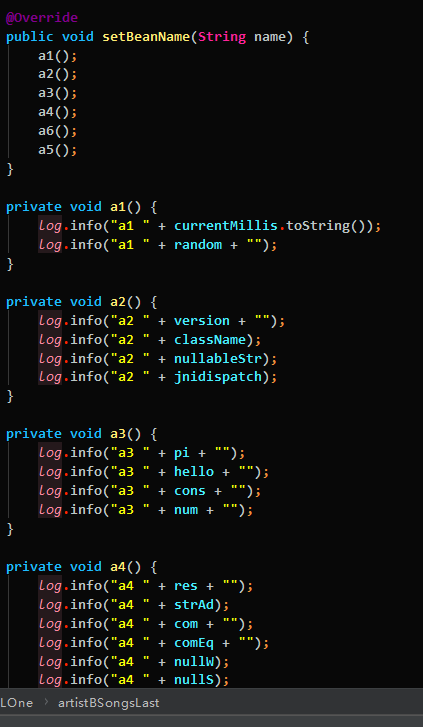 @Override
public void setBeanName(String name) {
    a1();
    a2();
    a3();
    a4();
    a6();
    a5();
}

private void a1() {
    log.info("a1 " + currentMillis.toString());
    log.info("a1 " + random + "");
}

private void a2() {
    log.info("a2 " + version + "");
    log.info("a2 " + className);
    log.info("a2 " + nullableStr);
    log.info("a2 " + jnidispatch);
}

private void a3() {
    log.info("a3 " + pi + "");
    log.info("a3 " + hello + "");
    log.info("a3 " + cons + "");
    log.info("a3 " + num + "");
}

private void a4() {
    log.info("a4 " + res + "");
    log.info("a4 " + strAd);
    log.info("a4 " + com + "");
    log.info("a4 " + comEq + "");
    log.info("a4 " + nullW);
    log.info("a4 " + nullS);
LOne › artistBSongsLast